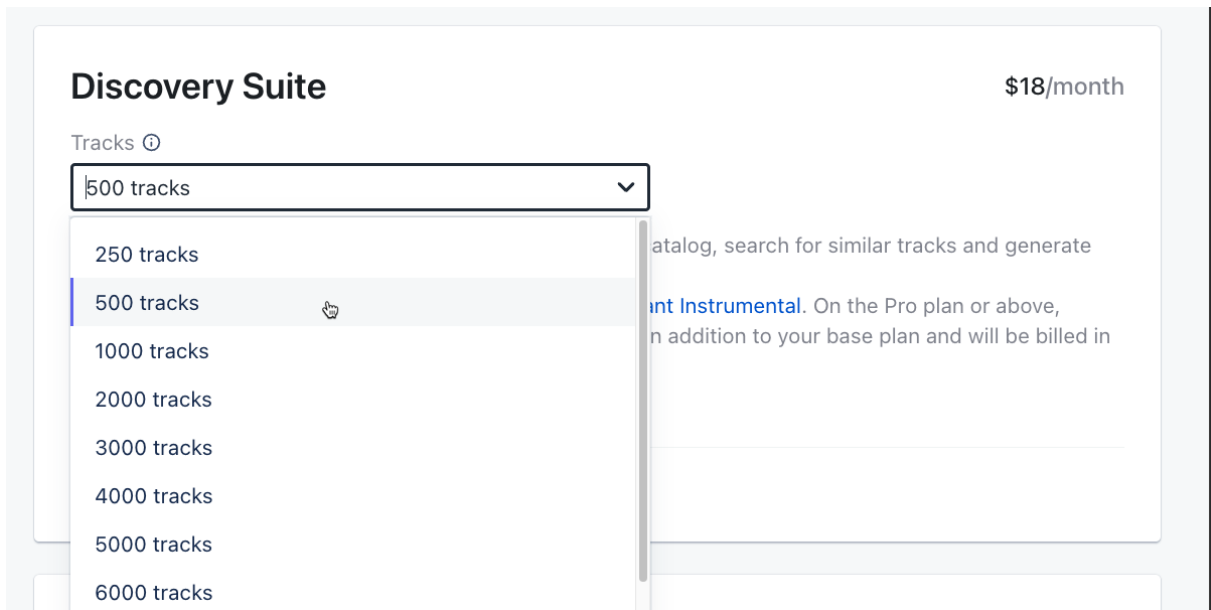 Discovery Suite
$18/month
Tracks
500 tracks
250 tracks
atalog, search for similar tracks and generate
500 tracks
ant Instrumental. On the Pro plan or above,
n addition to your base plan and will be billed in
1000 tracks
2000 tracks
3000 tracks
4000 tracks
5000 tracks
6000 tracks